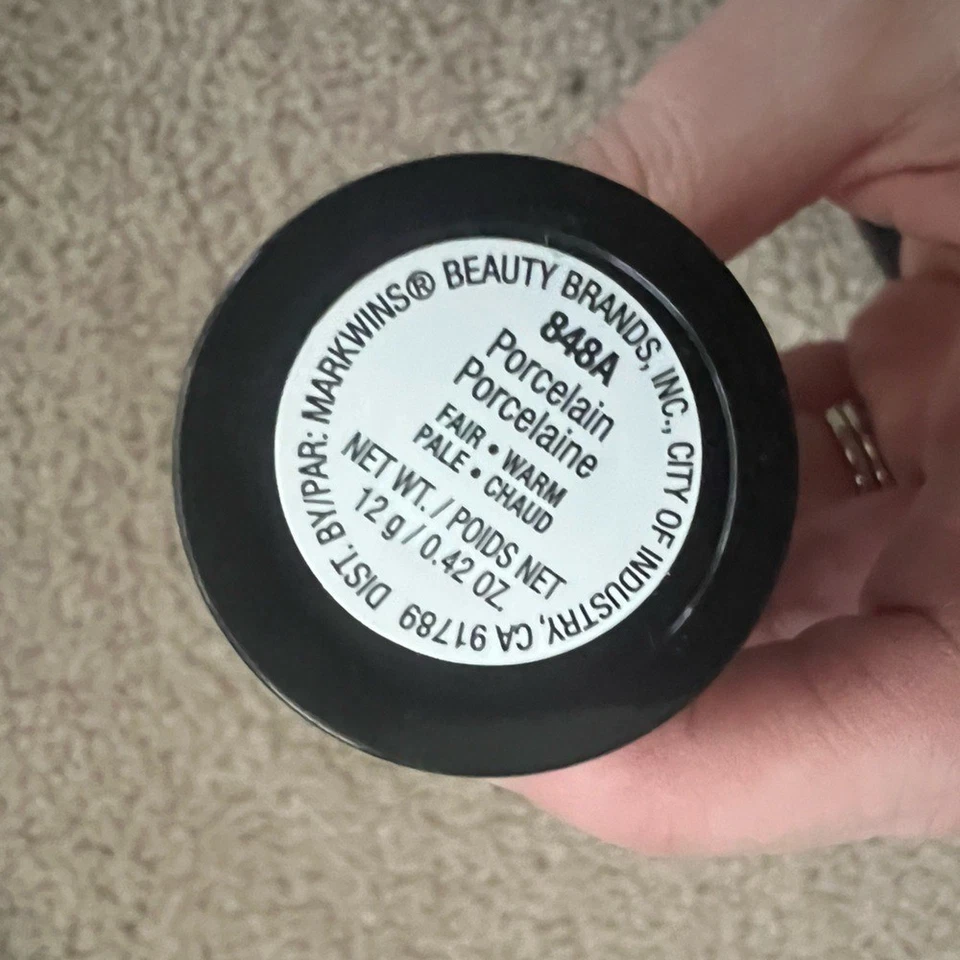 DIST. BY/PAR: MARKWINS® BEAUTY BRANDS, INC., CITY OF INDUSTRY, CA 91789
848A
Porcelain
Porcelaine
FAIR • WARM
PALE • CHAUD
NET WT. / POIDS NET
12 g / 0.42 OZ.